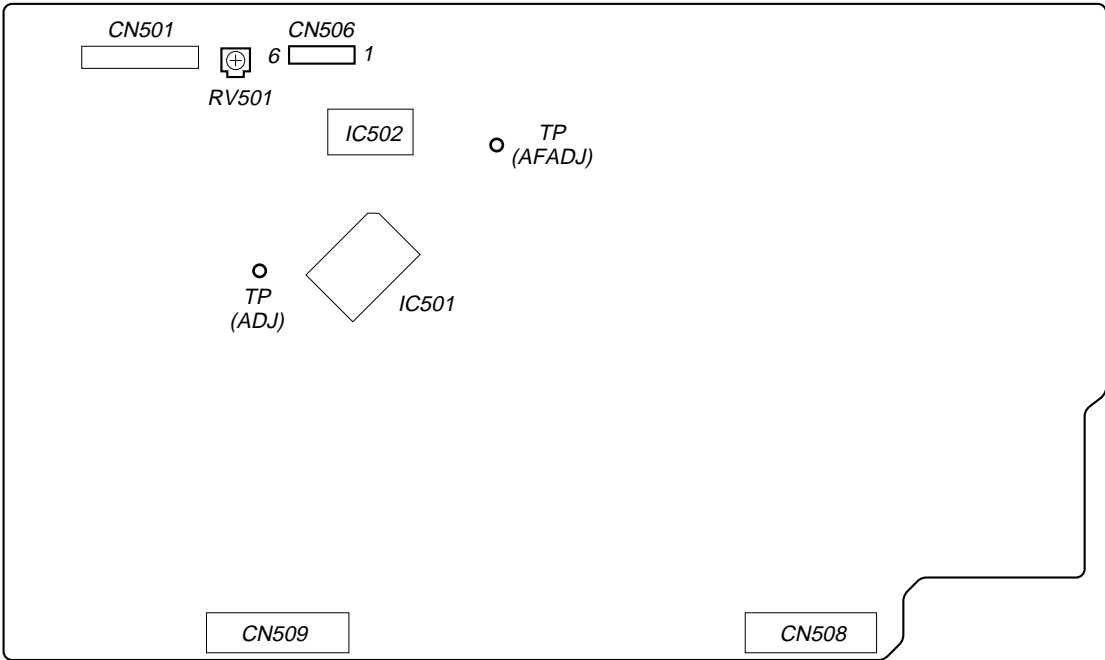 CN501
CN506
6
1
RV501
IC502
TP
(AFADJ)
TP
(ADJ)
IC501
CN509
CN508